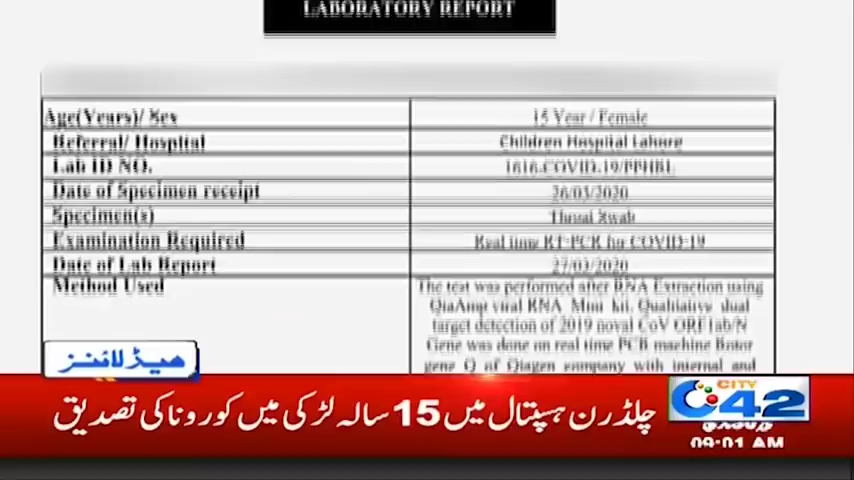 LABORATORY REPORT
Age(Years)/ Sex 15 Year / Female
Referral/ Hospital Children Hospital Lahore
Lab ID NO. 1616-COVID-19/PPHRL
Date of Specimen receipt 26/03/2020
Specimen(s) Throat Swab
Examination Required Real time RT-PCR for COVID-19
Date of Lab Report 27/03/2020
Method Used The test was performed after RNA Extraction using
QiaAmp viral RNA Mini kit. Qualitative dual
target detection of 2019 noval CoV ORF1ab/N
Gene was done on real time PCR machine Rotor
gene Q of Qiagen company with internal and
ہیڈلائنز
چلڈرن ہسپتال میں 15 سالہ لڑکی میں کورونا کی تصدیق
CITY
42
09:01 AM